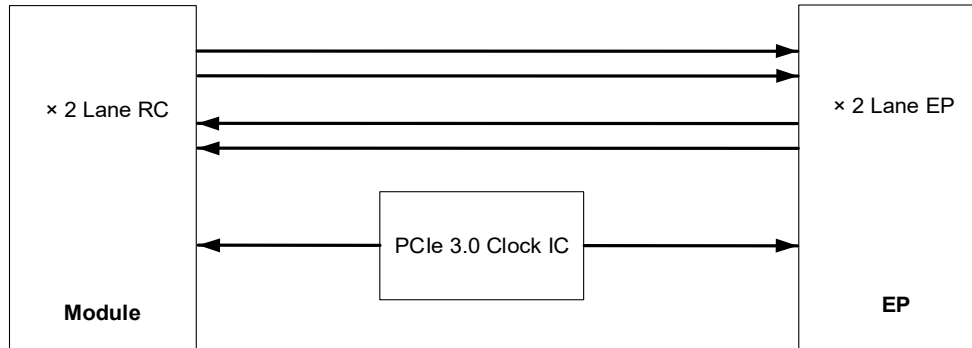 × 2 Lane RC
× 2 Lane EP
PCIe 3.0 Clock IC
Module
EP